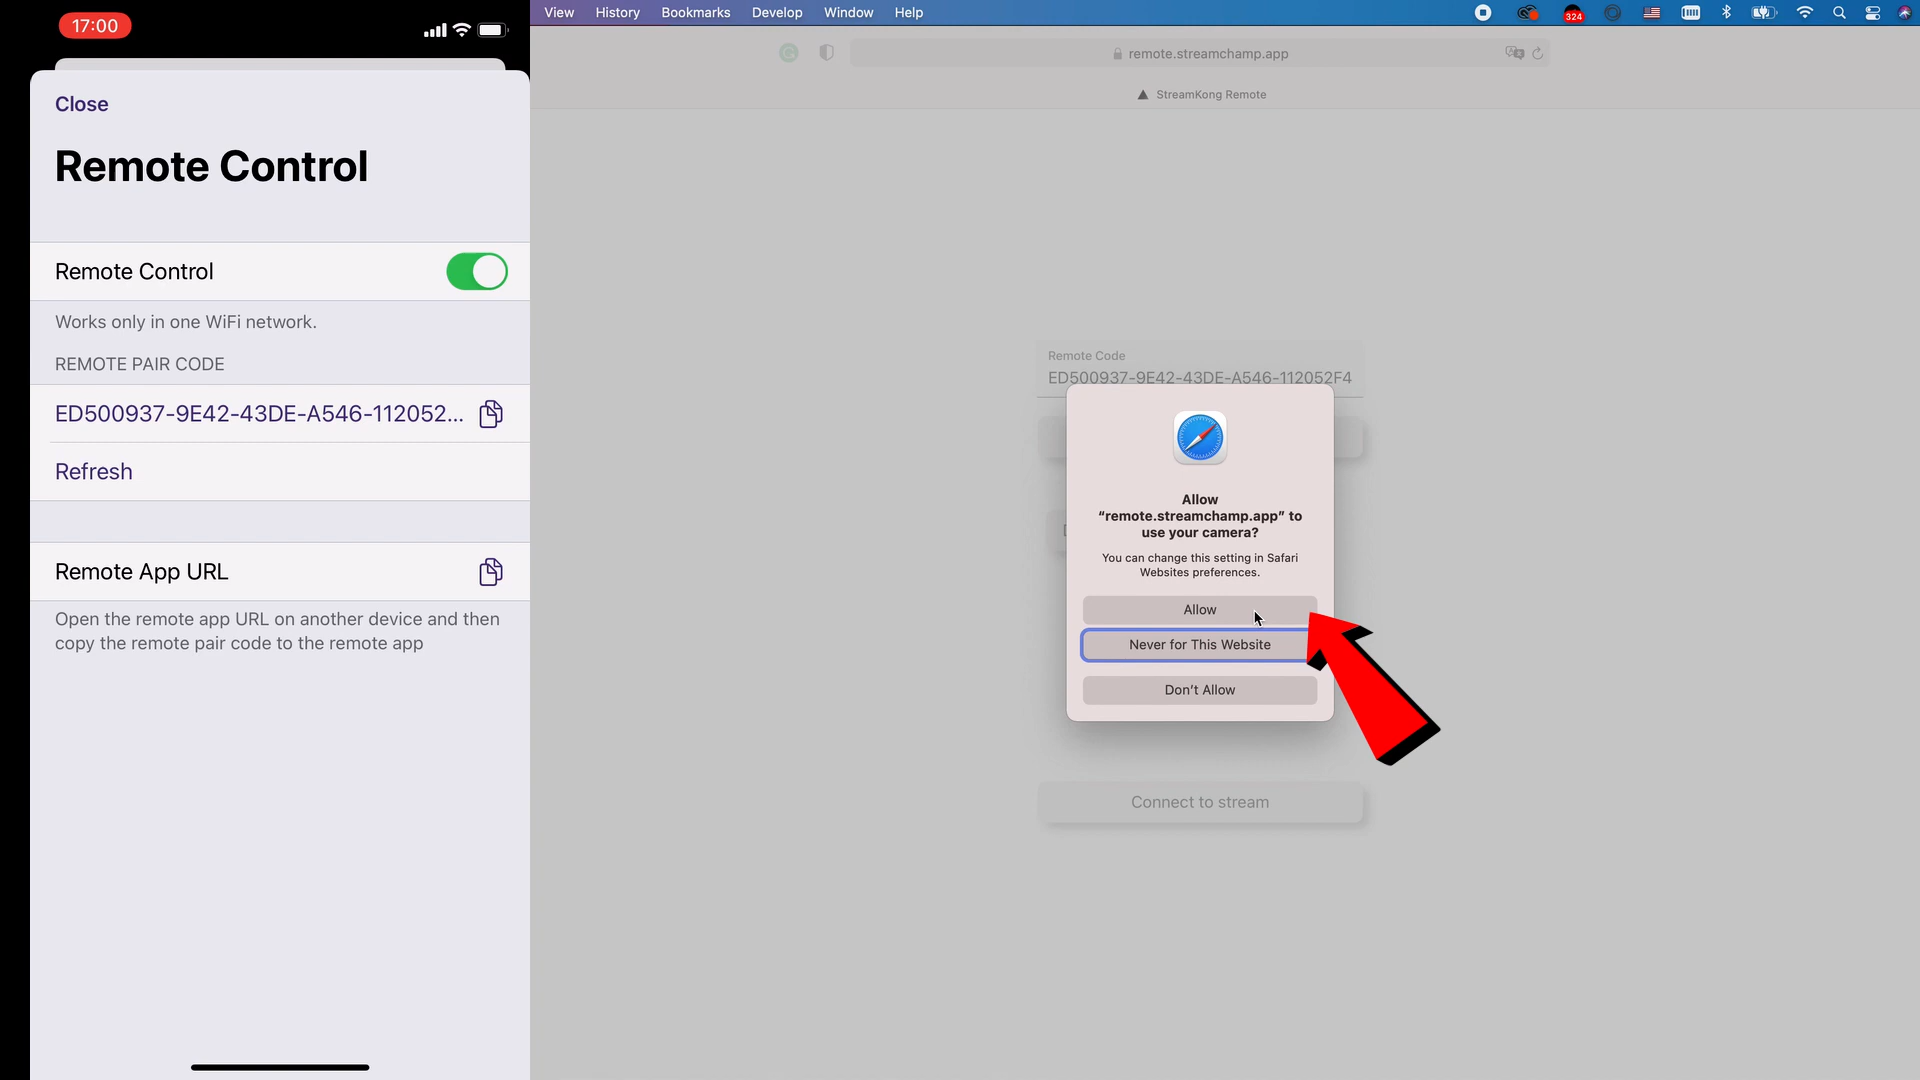 17:00
Close
Remote Control
Remote Control
Works only in one WiFi network.
REMOTE PAIR CODE
ED500937-9E42-43DE-A546-112052...
Refresh
Remote App URL
Open the remote app URL on another device and then
copy the remote pair code to the remote app
View History Bookmarks Develop Window Help
324
remote.streamchamp.app
StreamKong Remote
Remote Code
ED500937-9E42-43DE-A546-112052F4
Allow
“remote.streamchamp.app” to
use your camera?
You can change this setting in Safari
Websites preferences.
Allow
Never for This Website
Don’t Allow
Connect to stream